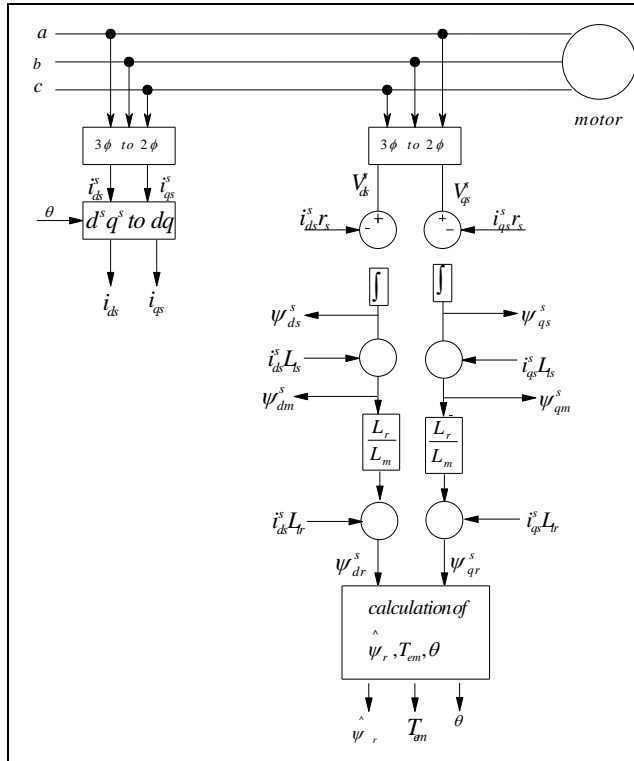 a
b
c
motor
3ϕ to 2ϕ
3ϕ to 2ϕ
i^s_ds i^s_qs
V^s_ds V^s_qs
θ
d^s q^s to dq
i^s_ds r_s - + + - i^s_qs r_s
i_ds i_qs
∫ ∫
ψ^s_ds ψ^s_qs
i^s_ds L_ls i^s_qs L_ls
ψ^s_dm ψ^s_qm
L_r / L_m L_r / L_m
i^s_ds L_lr i^s_qs L_lr
ψ^s_dr ψ^s_qr
calculation of
ψ̂_r , T_em , θ
ψ̂_r T_em θ